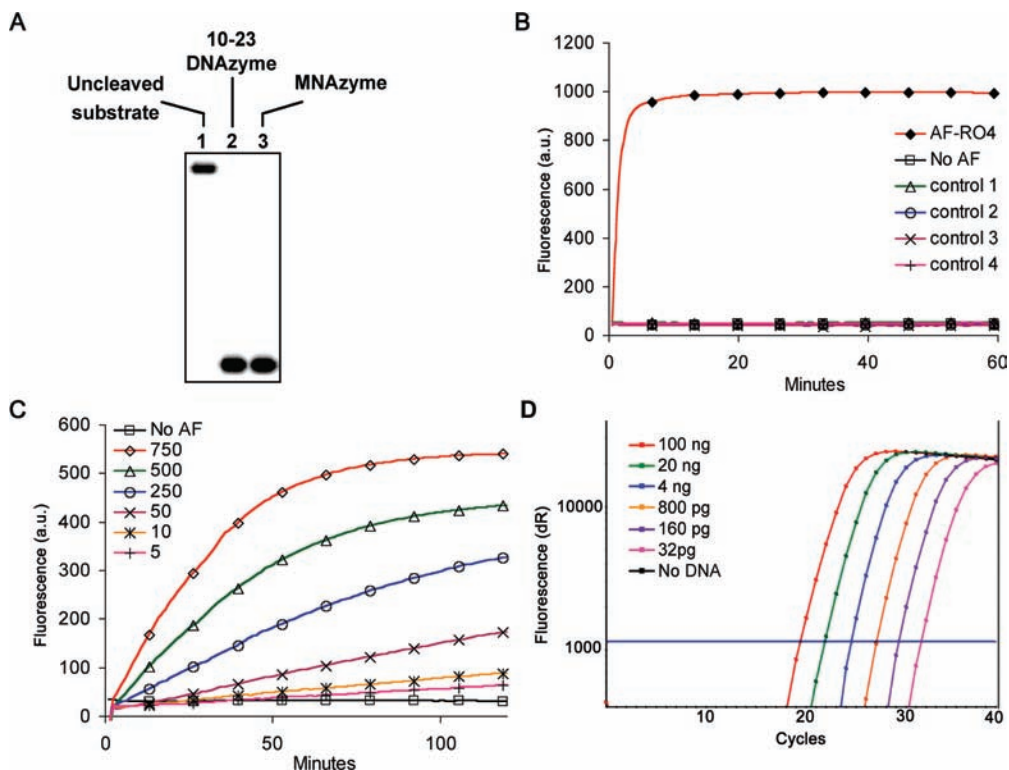 A
10-23
DNAzyme
Uncleaved
substrate
MNAzyme
1 2 3
B
1200
1000
800
600
400
200
0
Fluorescence (a.u.)
AF-RO4
No AF
control 1
control 2
control 3
control 4
0 20 40 60
Minutes
C
600
500
400
300
200
100
0
Fluorescence (a.u.)
No AF
750
500
250
50
10
5
0 50 100
Minutes
D
100 ng
20 ng
4 ng
800 pg
160 pg
32pg
No DNA
10000
1000
Fluorescence (dR)
10 20 30 40
Cycles